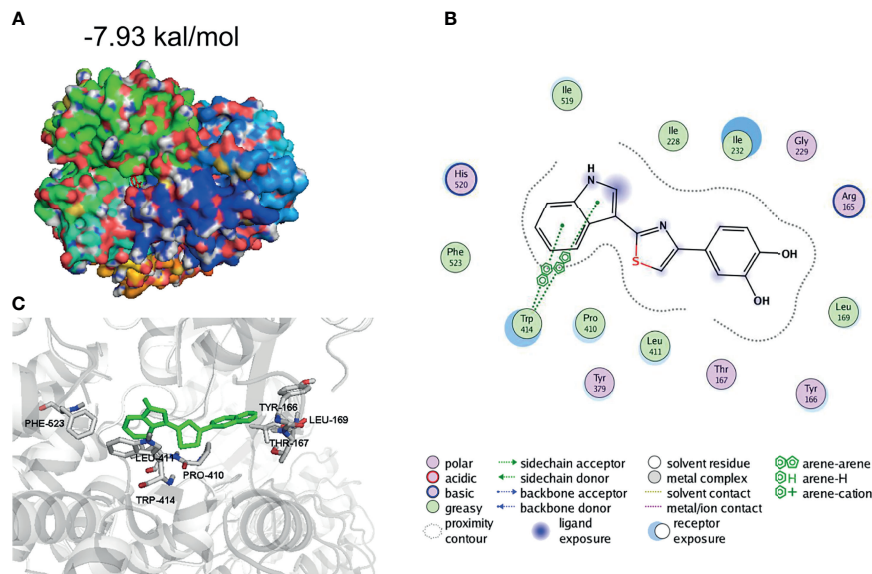 A
B
-7.93 kal/mol
Ile
519
Ile
228
Ile
232
Gly
229
His
520
Arg
165
H
N
N
S
OH
OH
Phe
523
Trp
414
Pro
410
Leu
411
Leu
169
Tyr
379
Thr
167
Tyr
166
C
PHE-523
TYR-166
LEU-169
THR-167
LEU-411
PRO-410
TRP-414
polar
acidic
basic
greasy
proximity
contour
sidechain acceptor
sidechain donor
backbone acceptor
backbone donor
ligand
exposure
solvent residue
metal complex
solvent contact
metal/ion contact
receptor
exposure
arene-arene
H arene-H
+ arene-cation